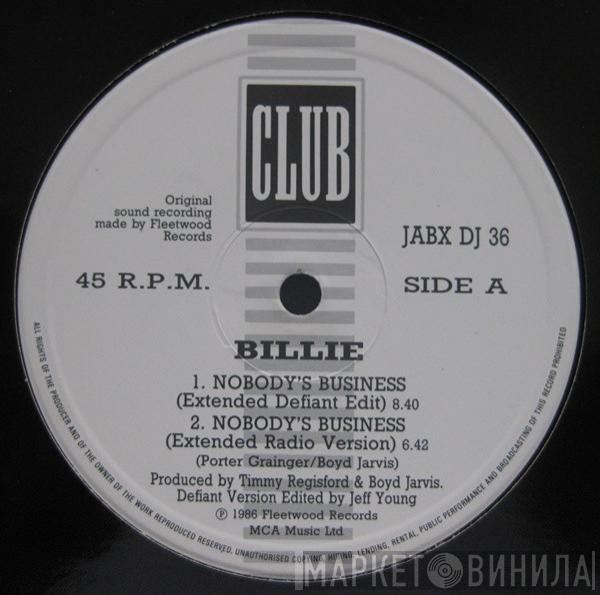 CLUB
Original
sound recording
made by Fleetwood
Records
JABX DJ 36
45 R.P.M.
SIDE A
BILLIE
1. NOBODY'S BUSINESS
(Extended Defiant Edit) 8.40
2. NOBODY'S BUSINESS
(Extended Radio Version) 6.42
(Porter Grainger/Boyd Jarvis)
Produced by Timmy Regisford & Boyd Jarvis.
Defiant Version Edited by Jeff Young
Ⓟ 1986 Fleetwood Records
MCA Music Ltd
ALL RIGHTS OF THE PRODUCER AND OF THE OWNER OF THE WORK REPRODUCED RESERVED. UNAUTHORISED COPYING, HIRING, LENDING, RENTAL, PUBLIC PERFORMANCE AND BROADCASTING OF THIS RECORD PROHIBITED
МАРКЕТ ВИНИЛА